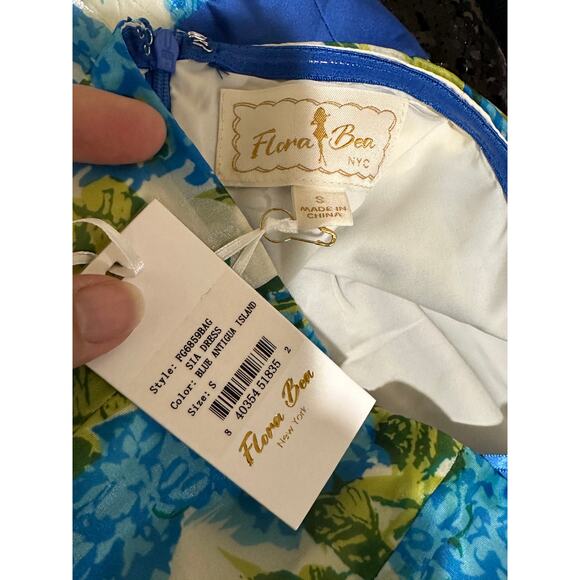 Flora Bea
NYC
S
MADE IN
CHINA
Style: FG6859BAG
SIA DRESS
Color: BLUE ANTIGUA ISLAND
Size: S
8 40354 51835 2
Flora Bea
New York